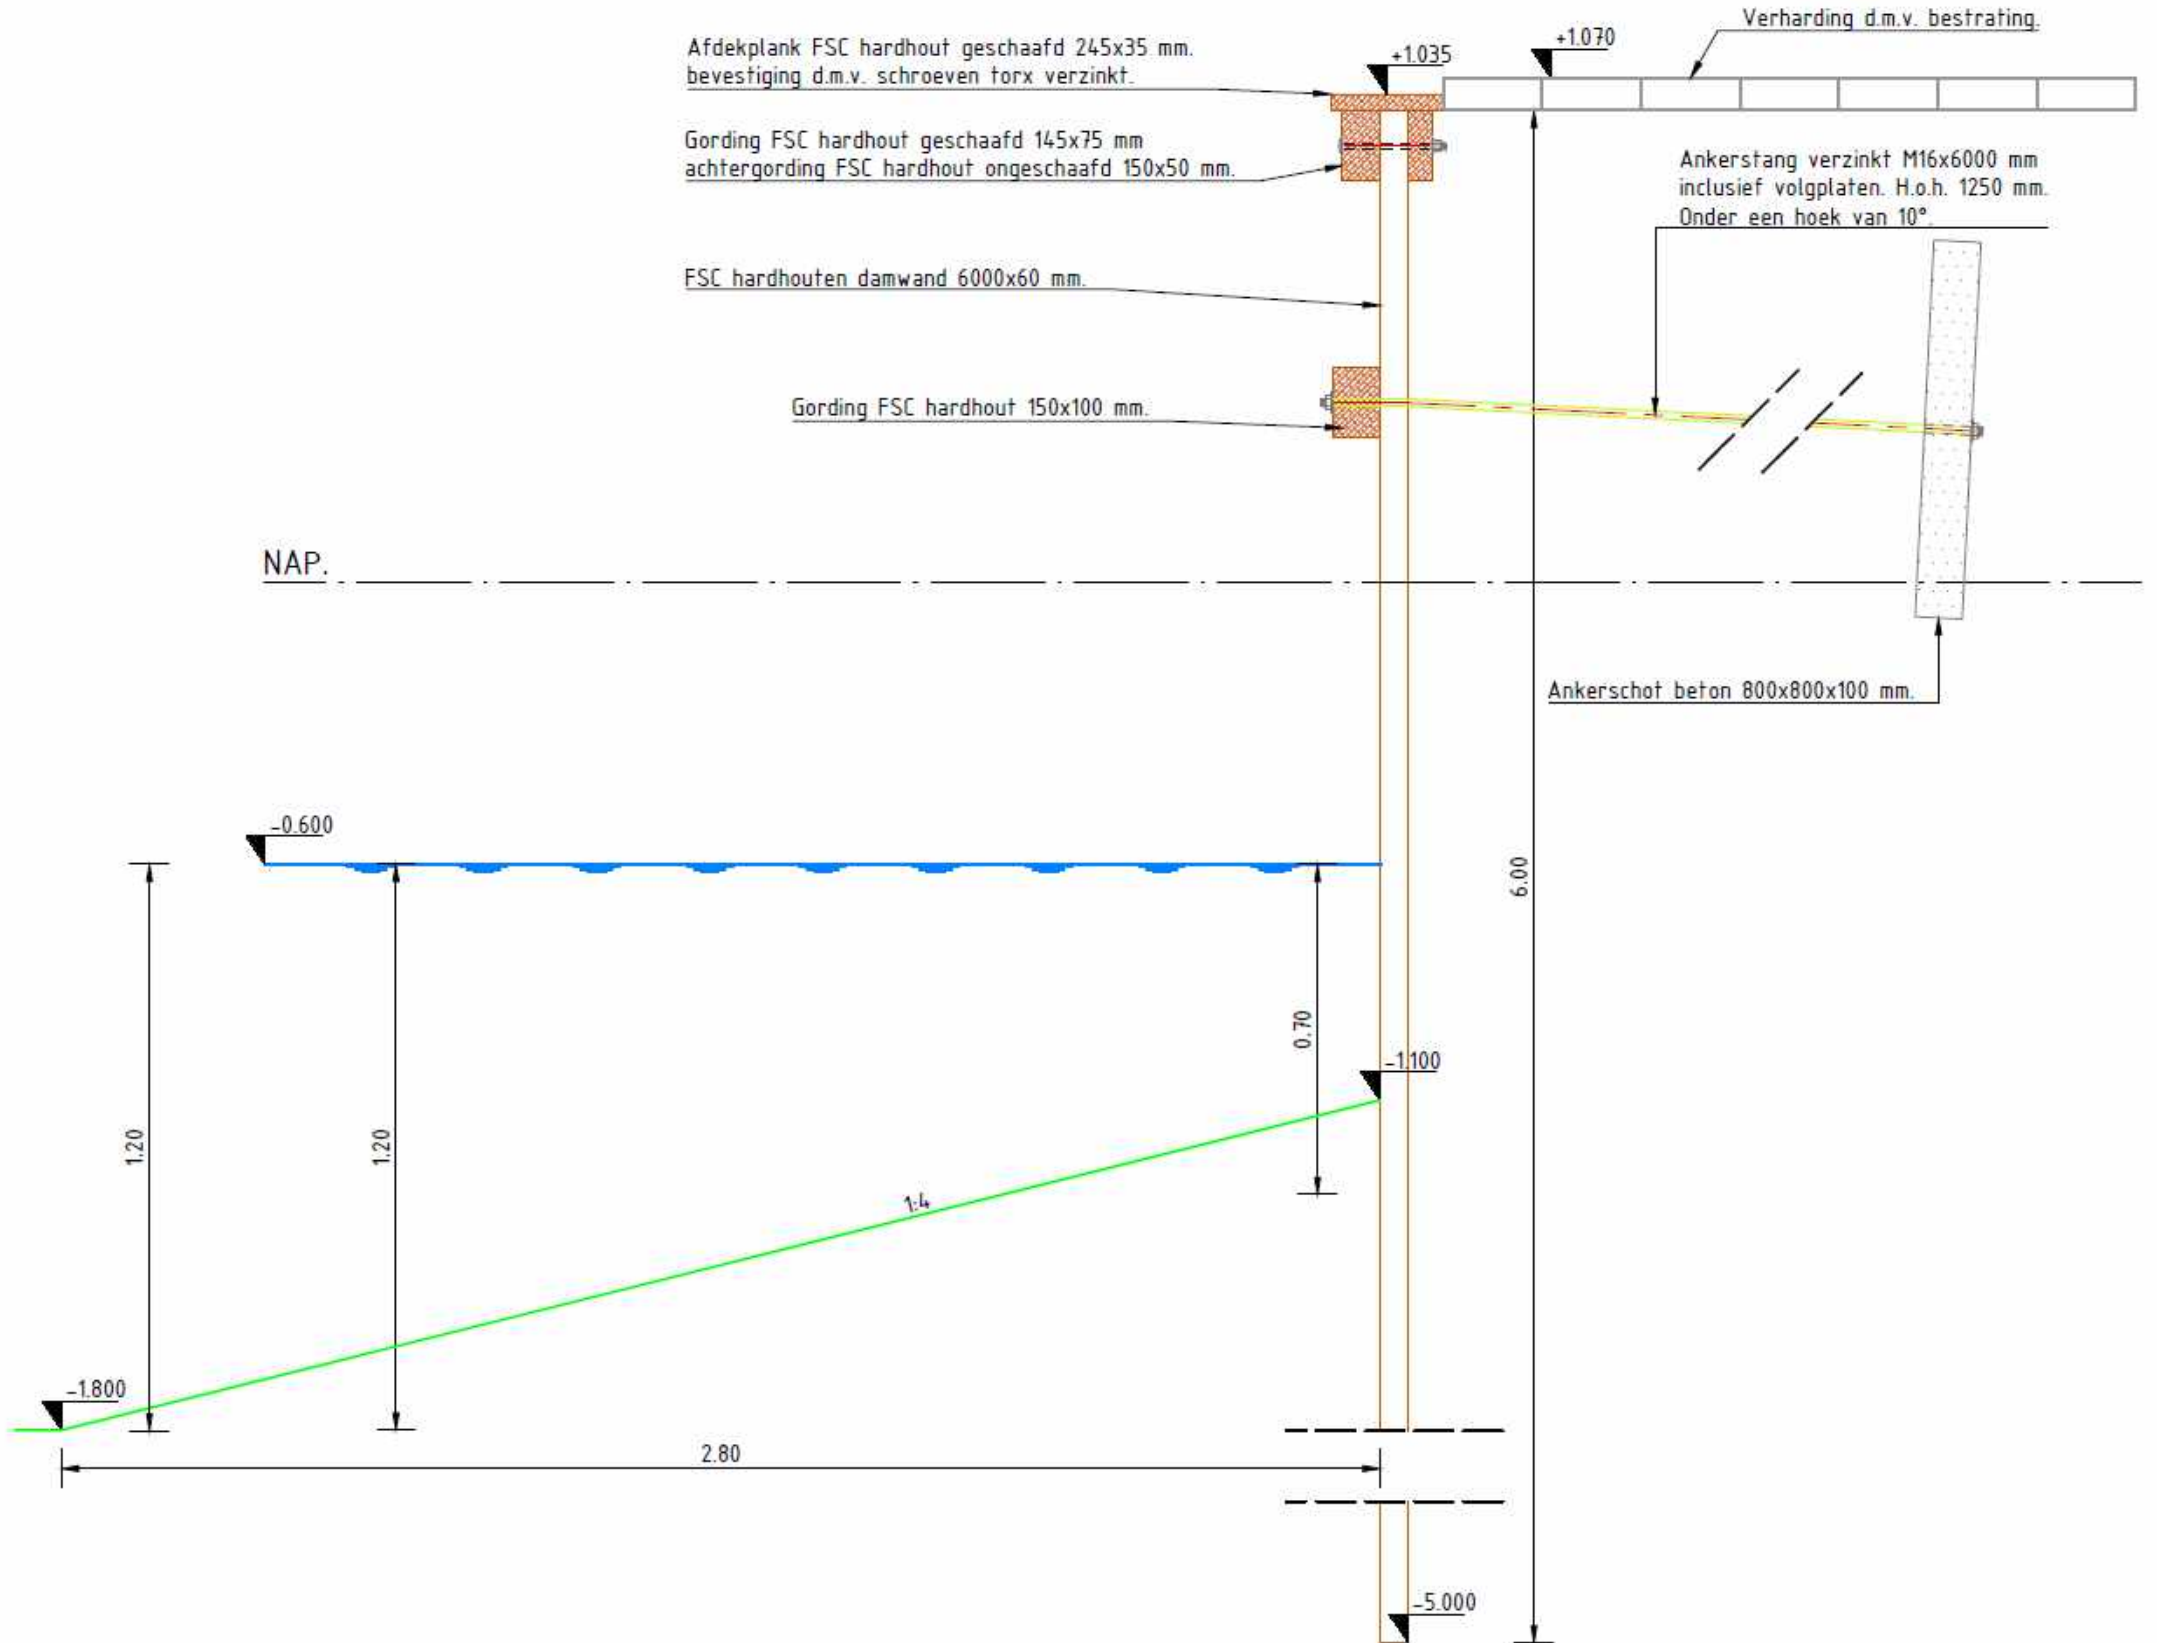 Verharding d.m.v. bestrating.
+1.070
+1.035
Afdekplank FSC hardhout geschaafd 245x35 mm.
bevestiging d.m.v. schroeven torx verzinkt.
Gording FSC hardhout geschaafd 145x75 mm
achtergording FSC hardhout ongeschaafd 150x50 mm.
Ankerstang verzinkt M16x6000 mm
inclusief volgplaten. H.o.h. 1250 mm.
Onder een hoek van 10°.
FSC hardhouten damwand 6000x60 mm.
Gording FSC hardhout 150x100 mm.
NAP.
Ankerschot beton 800x800x100 mm.
-0.600
6.00
0.70
-1.100
1.20
1.20
1:4
-1.800
2.80
-5.000